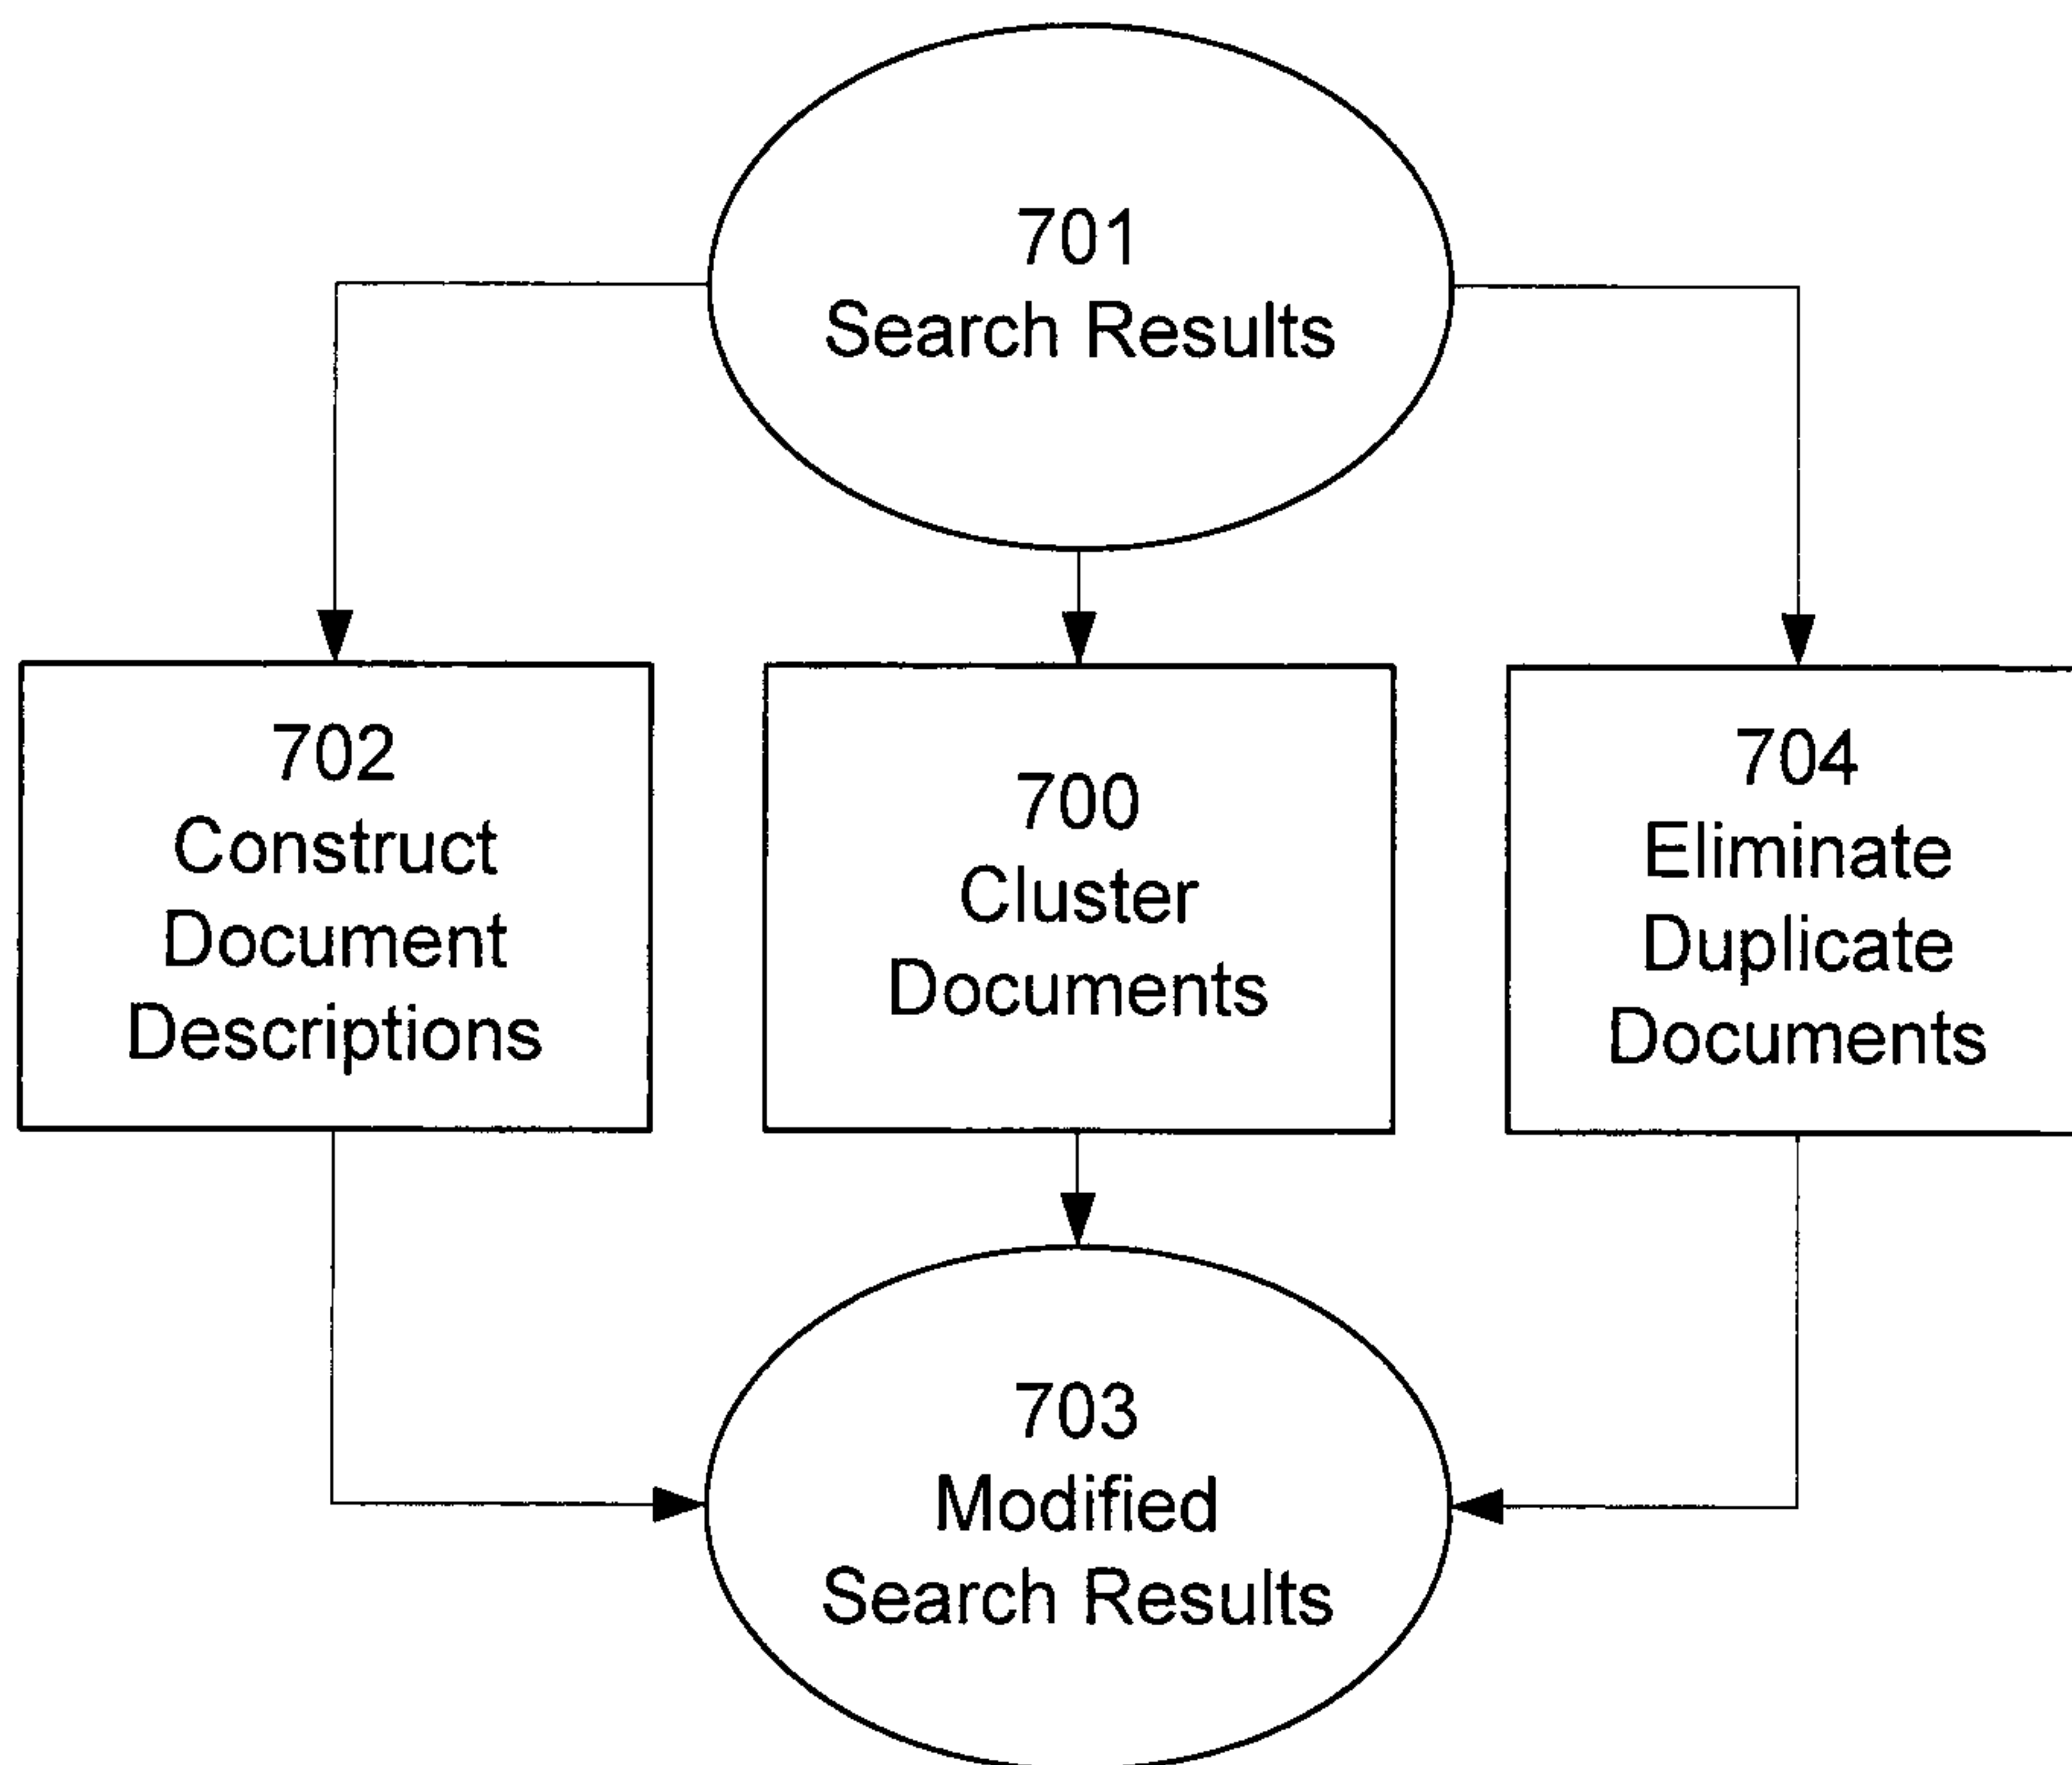 701
Search Results
702
Construct
Document
Descriptions
700
Cluster
Documents
704
Eliminate
Duplicate
Documents
703
Modified
Search Results